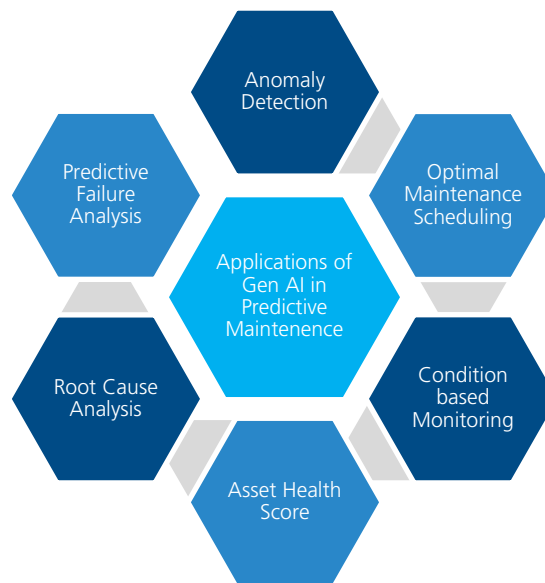 Anomaly
Detection
Predictive
Failure
Analysis
Optimal
Maintenance
Scheduling
Applications of
Gen AI in
Predictive
Maintenence
Root Cause
Analysis
Condition
based
Monitoring
Asset Health
Score